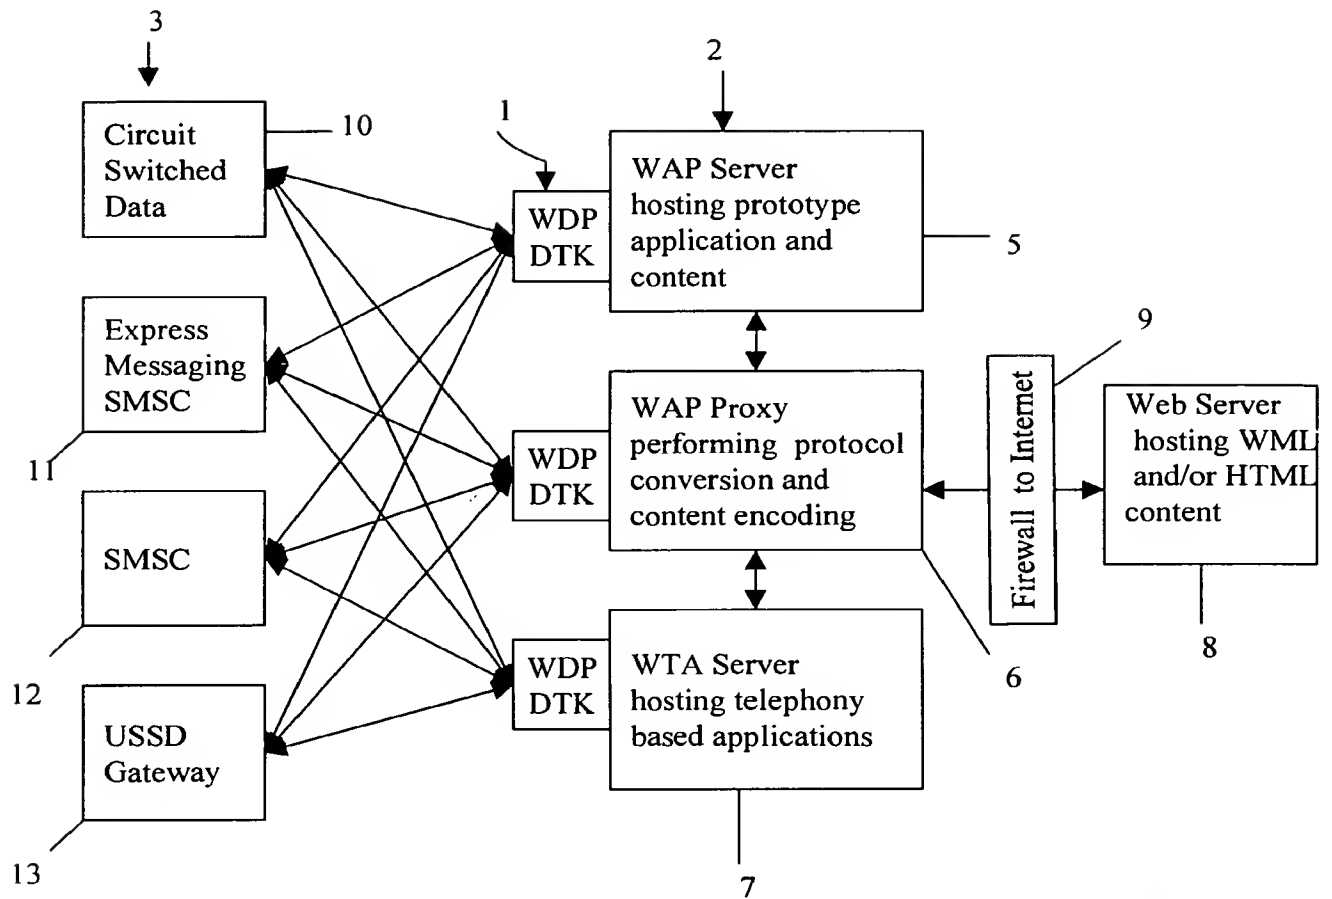 3
2
1
10
Circuit
Switched
Data
WDP
DTK
WAP Server
hosting prototype
application and
content
5
9
Express
Messaging
SMSC
11
WDP
DTK
WAP Proxy
performing protocol
conversion and
content encoding
Firewall to Internet
Web Server
hosting WML
and/or HTML
content
8
6
SMSC
12
WDP
DTK
WTA Server
hosting telephony
based applications
7
USSD
Gateway
13